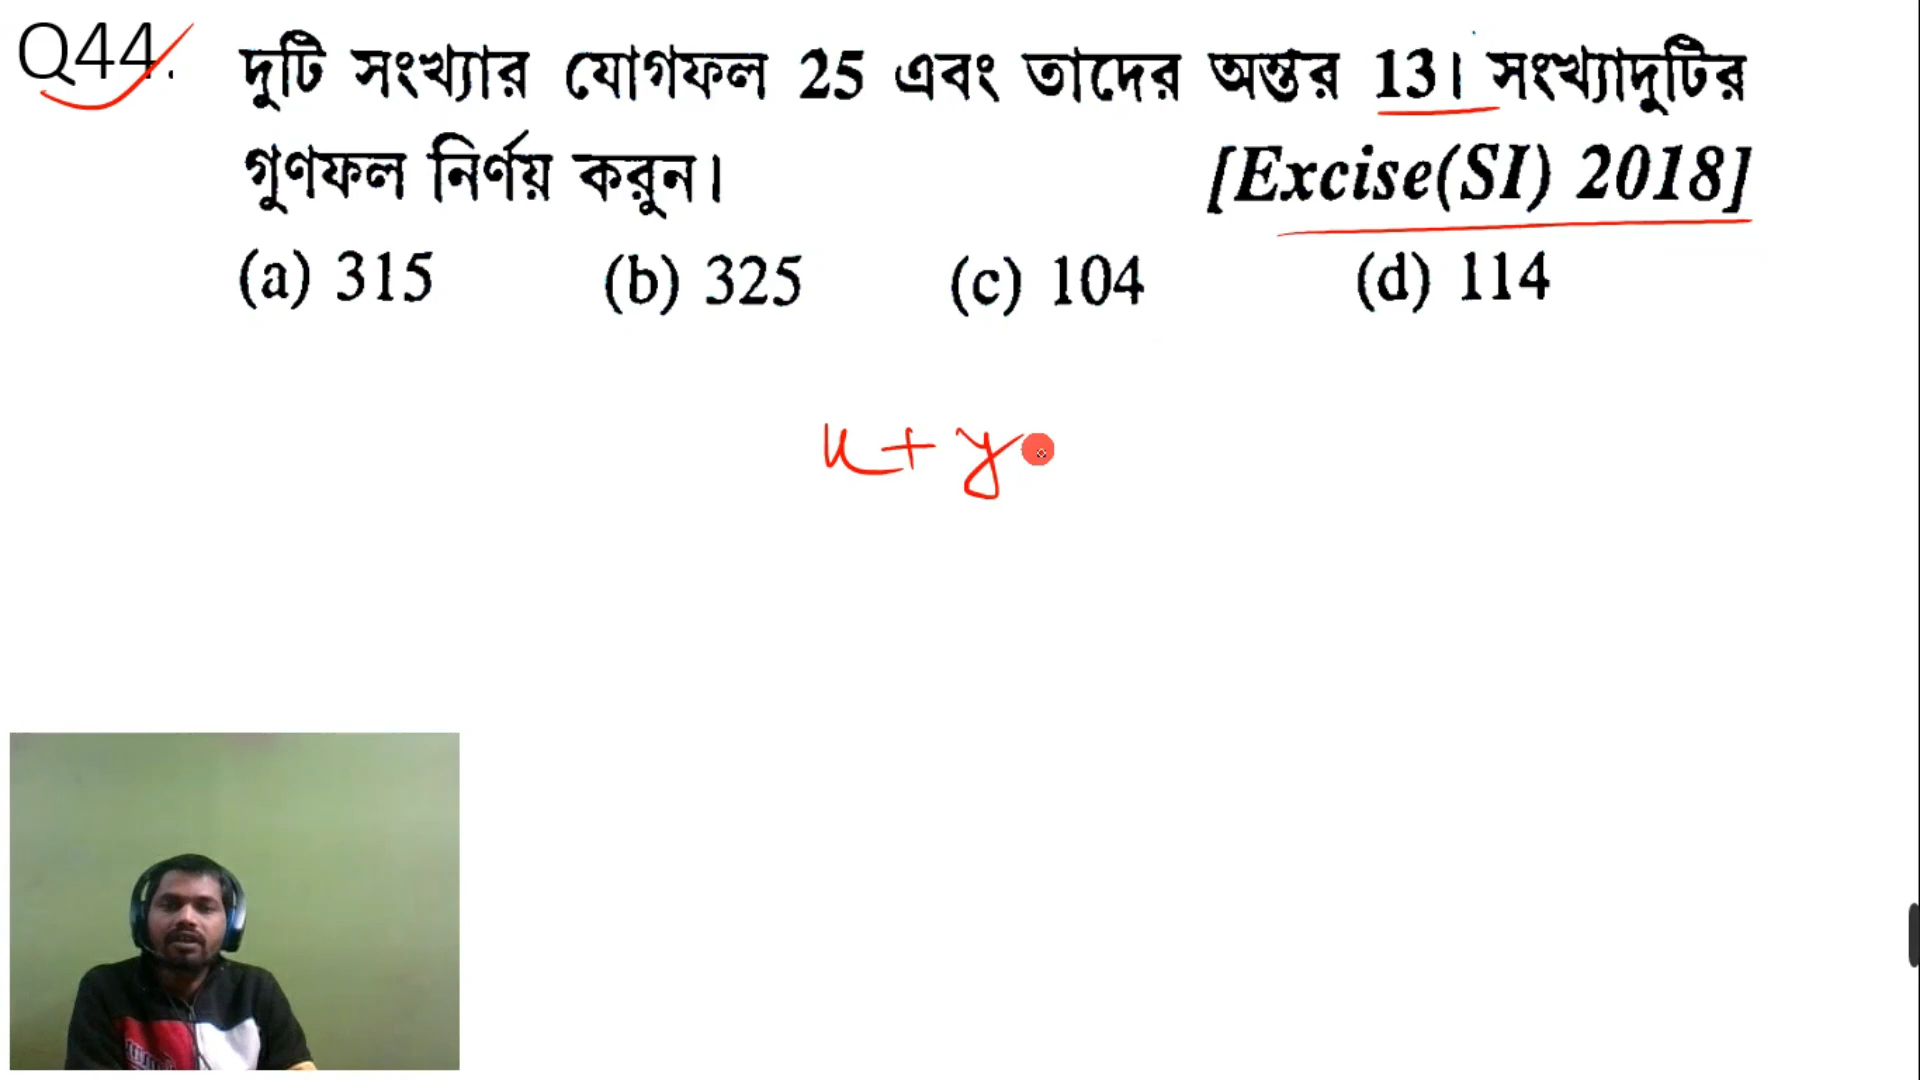 Q44.
দুটি সংখ্যার যোগফল 25 এবং তাদের অন্তর 13। সংখ্যাদুটির
গুণফল নির্ণয় করুন। [Excise(SI) 2018]
(a) 315 (b) 325 (c) 104 (d) 114
x + y